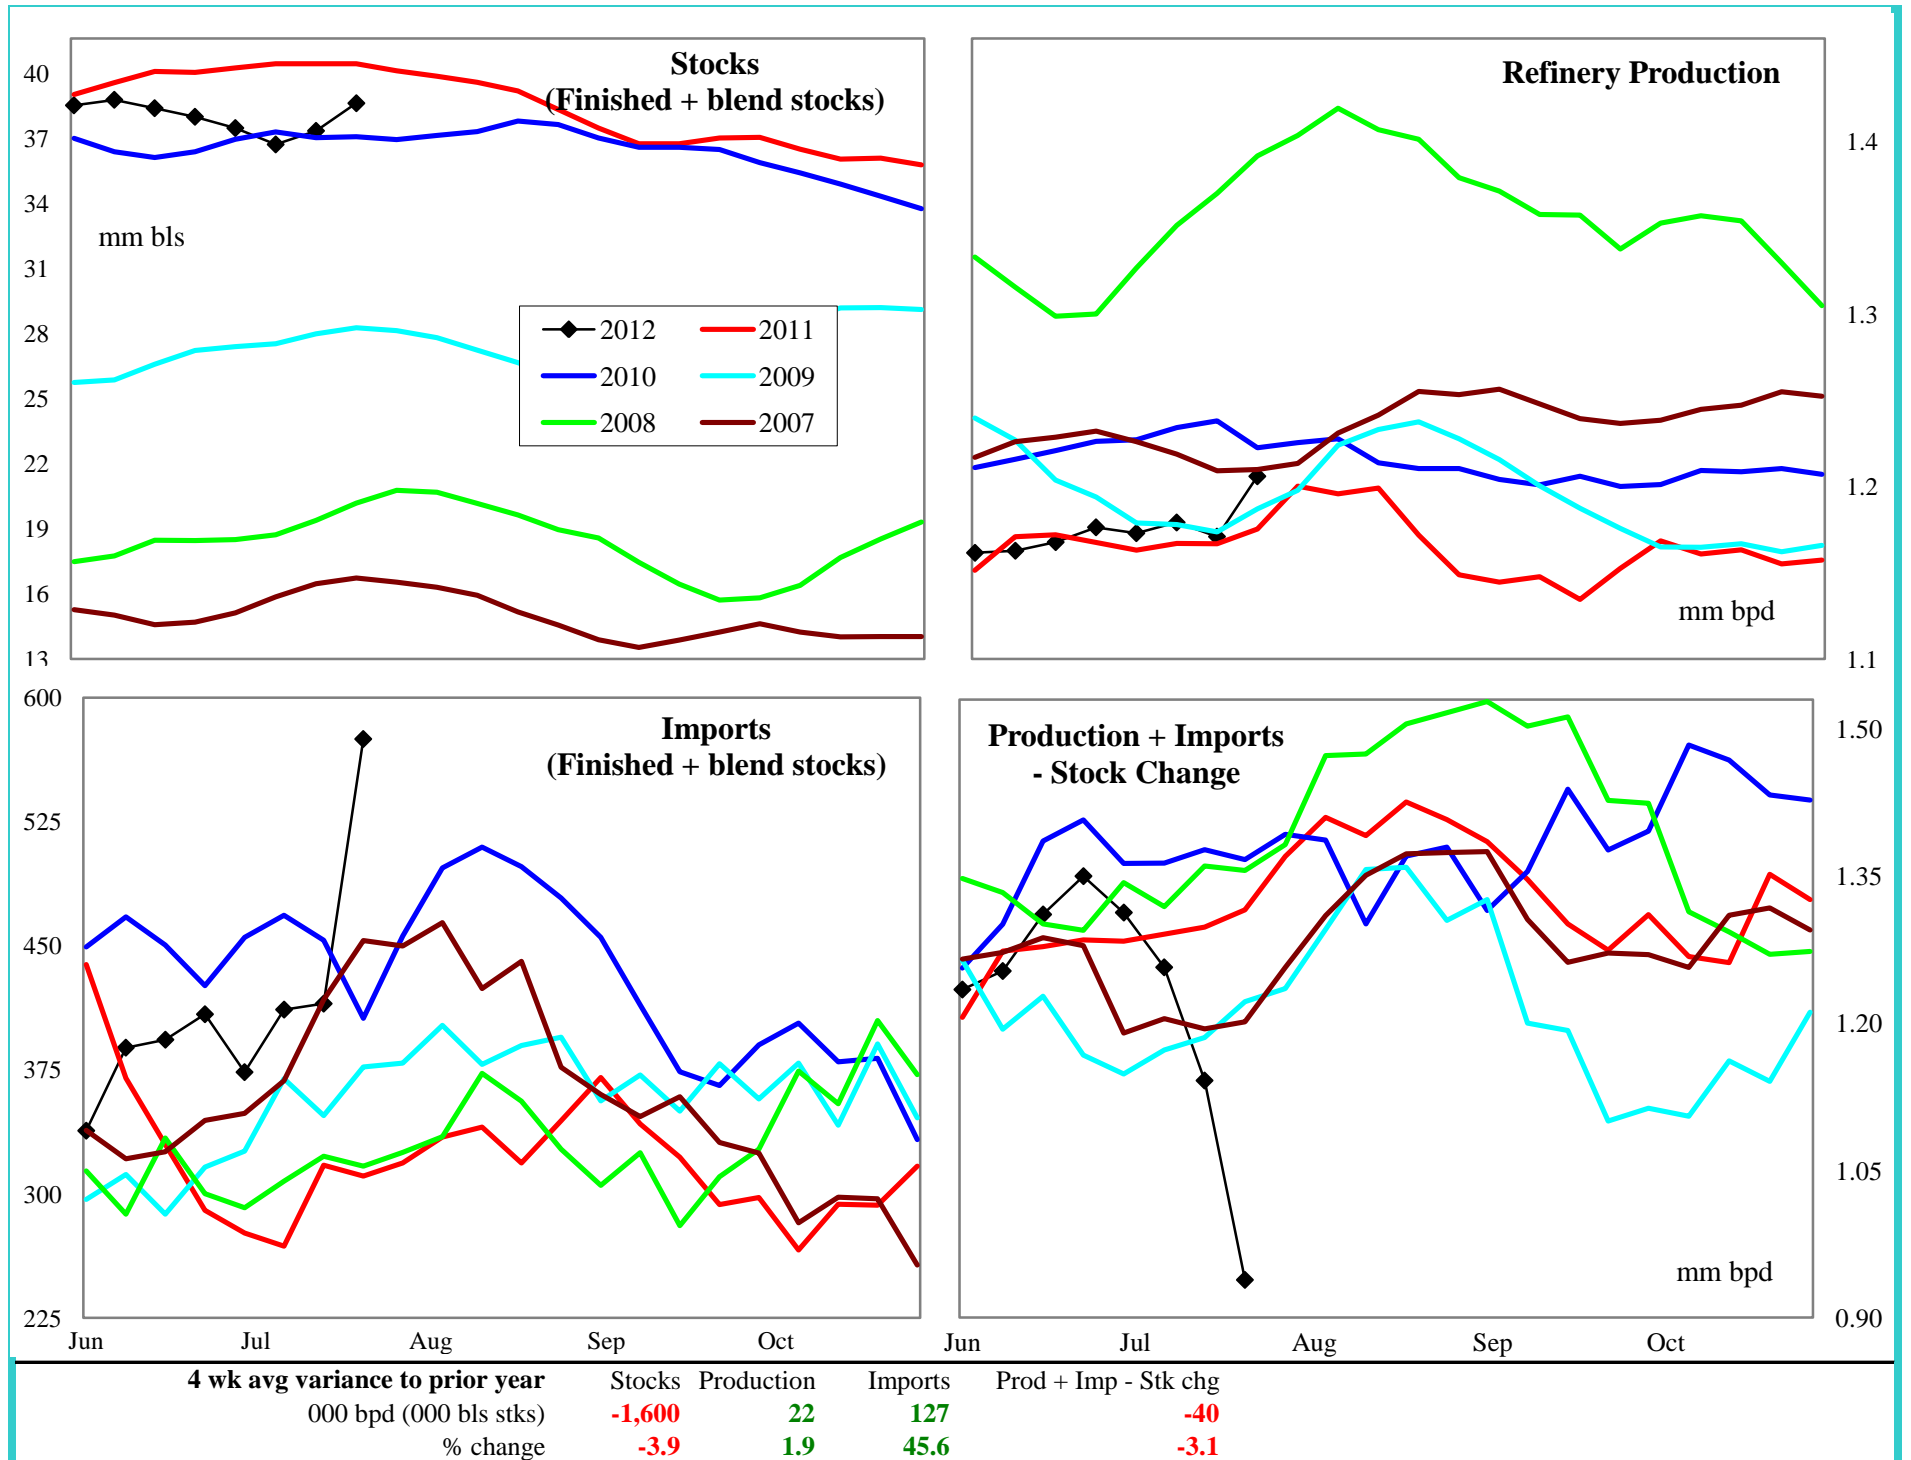 Stocks
(Finished + blend stocks)
40
37
34
31
28
25
22
19
16
13
mm bls
2012
2011
2010
2009
2008
2007
Refinery Production
1.4
1.3
1.2
1.1
mm bpd
Imports
(Finished + blend stocks)
600
525
450
375
300
225
Jun
Jul
Aug
Sep
Oct
Production + Imports
- Stock Change
1.50
1.35
1.20
1.05
0.90
mm bpd
Jun
Jul
Aug
Sep
Oct
4 wk avg variance to prior year Stocks Production Imports Prod + Imp - Stk chg
000 bpd (000 bls stks) -1,600 22 127 -40
% change -3.9 1.9 45.6 -3.1